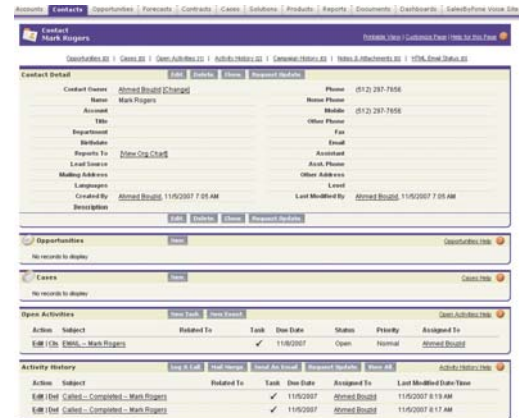 Accounts Contacts Opportunities Forecasts Contracts Cases Solutions Products Reports Documents Dashboards SalesByFone Voice Site
Contact
Mark Rogers
Printable View | Customize Page | Help for this Page
Opportunities [0] | Cases [0] | Open Activities [1] | Activity History [2] | Campaign History [0] | Notes & Attachments [0] | HTML Email Status [0]
Contact Detail Edit Delete Clone Request Update
Contact Owner Ahmed Bouzid [Change] Phone (512) 297-7656
Name Mark Rogers Home Phone
Account Mobile (512) 297-7656
Title Other Phone
Department Fax
Birthdate Email
Reports To [View Org Chart] Assistant
Lead Source Asst. Phone
Mailing Address Other Address
Languages Level
Created By Ahmed Bouzid, 11/5/2007 7:05 AM Last Modified By Ahmed Bouzid, 11/5/2007 7:05 AM
Description
Edit Delete Clone Request Update
Opportunities New Opportunities Help
No records to display
Cases New Cases Help
No records to display
Open Activities New Task New Event Open Activities Help
Action Subject Related To Task Due Date Status Priority Assigned To
Edit | Cls EMAIL -- Mark Rogers ✓ 11/8/2007 Open Normal Ahmed Bouzid
Activity History Log A Call Mail Merge Send An Email Request Update View All Activity History Help
Action Subject Related To Task Due Date Assigned To Last Modified Date/Time
Edit | Del Called -- Completed -- Mark Rogers ✓ 11/5/2007 Ahmed Bouzid 11/5/2007 8:19 AM
Edit | Del Called -- Completed -- Mark Rogers ✓ 11/5/2007 Ahmed Bouzid 11/5/2007 8:17 AM